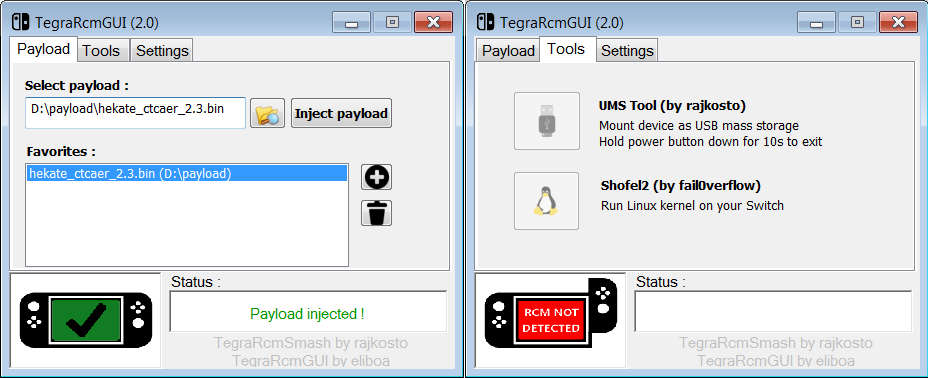 TegraRcmGUI (2.0)
Payload Tools Settings
Select payload :
D:\payload\hekate_ctcaer_2.3.bin
Inject payload
Favorites :
hekate_ctcaer_2.3.bin (D:\payload)
Status :
Payload injected !
TegraRcmSmash by rajkosto
TegraRcmGUI by eliboa
TegraRcmGUI (2.0)
Payload Tools Settings
UMS Tool (by rajkosto)
Mount device as USB mass storage
Hold power button down for 10s to exit
Shofel2 (by fail0verflow)
Run Linux kernel on your Switch
RCM NOT
DETECTED
Status :
TegraRcmSmash by rajkosto
TegraRcmGUI by eliboa